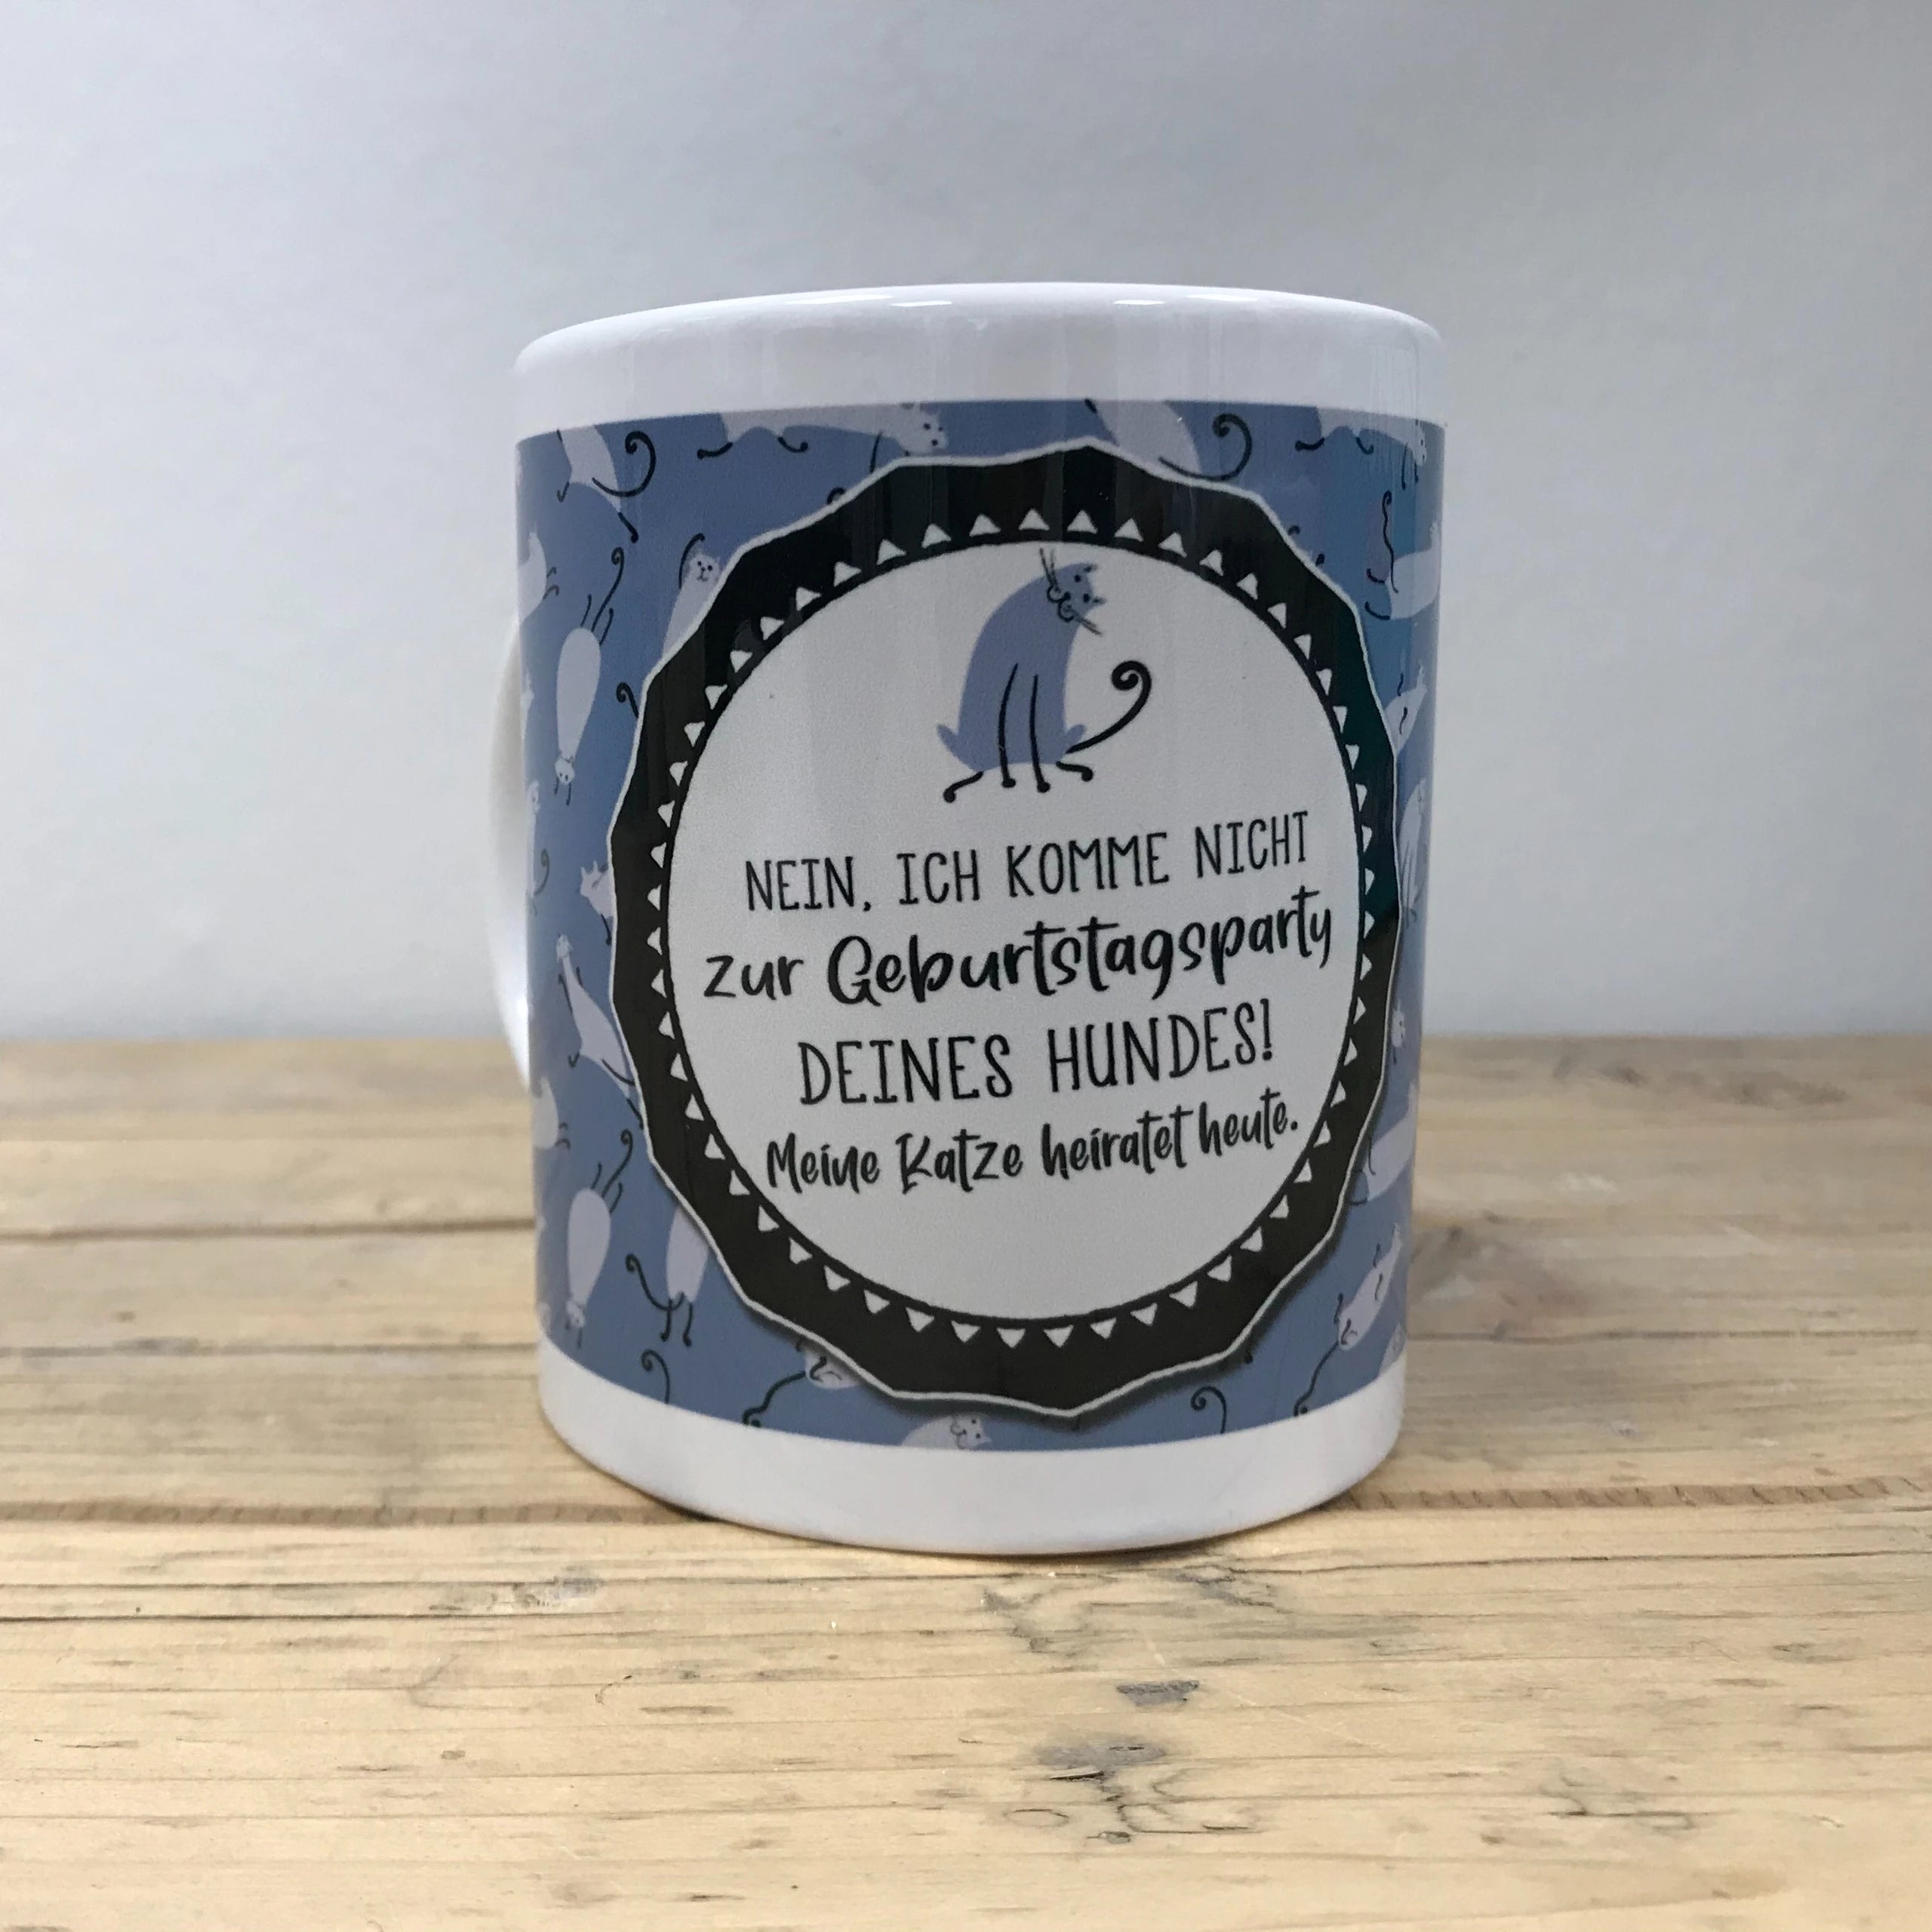 NEIN, ICH KOMME NICHT
zur Geburtstagsparty
DEINES HUNDES!
Meine Katze heiratet heute.